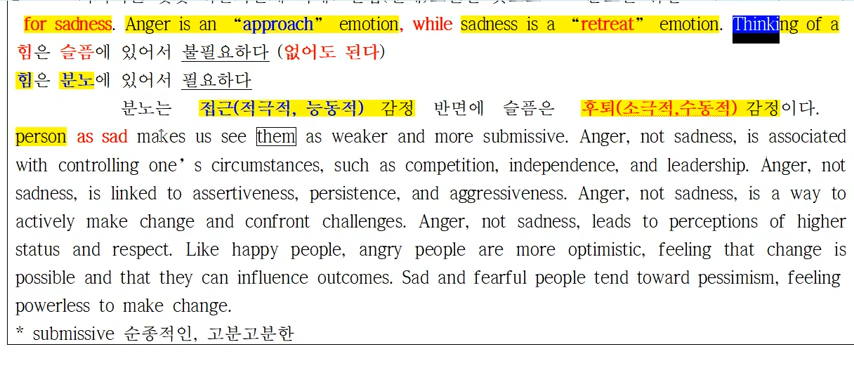 for sadness. Anger is an “approach” emotion, while sadness is a “retreat” emotion. Thinking of a
힘은 슬픔에 있어서 불필요하다 (없어도 된다)
힘은 분노에 있어서 필요하다
분노는 접근(적극적, 능동적) 감정 반면에 슬픔은 후퇴(소극적,수동적) 감정이다.
person as sad makes us see them as weaker and more submissive. Anger, not sadness, is associated
with controlling one’s circumstances, such as competition, independence, and leadership. Anger, not
sadness, is linked to assertiveness, persistence, and aggressiveness. Anger, not sadness, is a way to
actively make change and confront challenges. Anger, not sadness, leads to perceptions of higher
status and respect. Like happy people, angry people are more optimistic, feeling that change is
possible and that they can influence outcomes. Sad and fearful people tend toward pessimism, feeling
powerless to make change.
* submissive 순종적인, 고분고분한